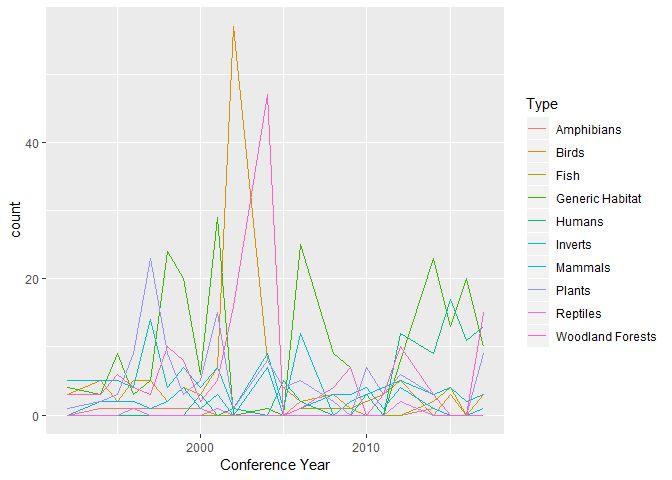 40
20
0
count
2000
2010
Conference Year
Type
Amphibians
Birds
Fish
Generic Habitat
Humans
Inverts
Mammals
Plants
Reptiles
Woodland Forests